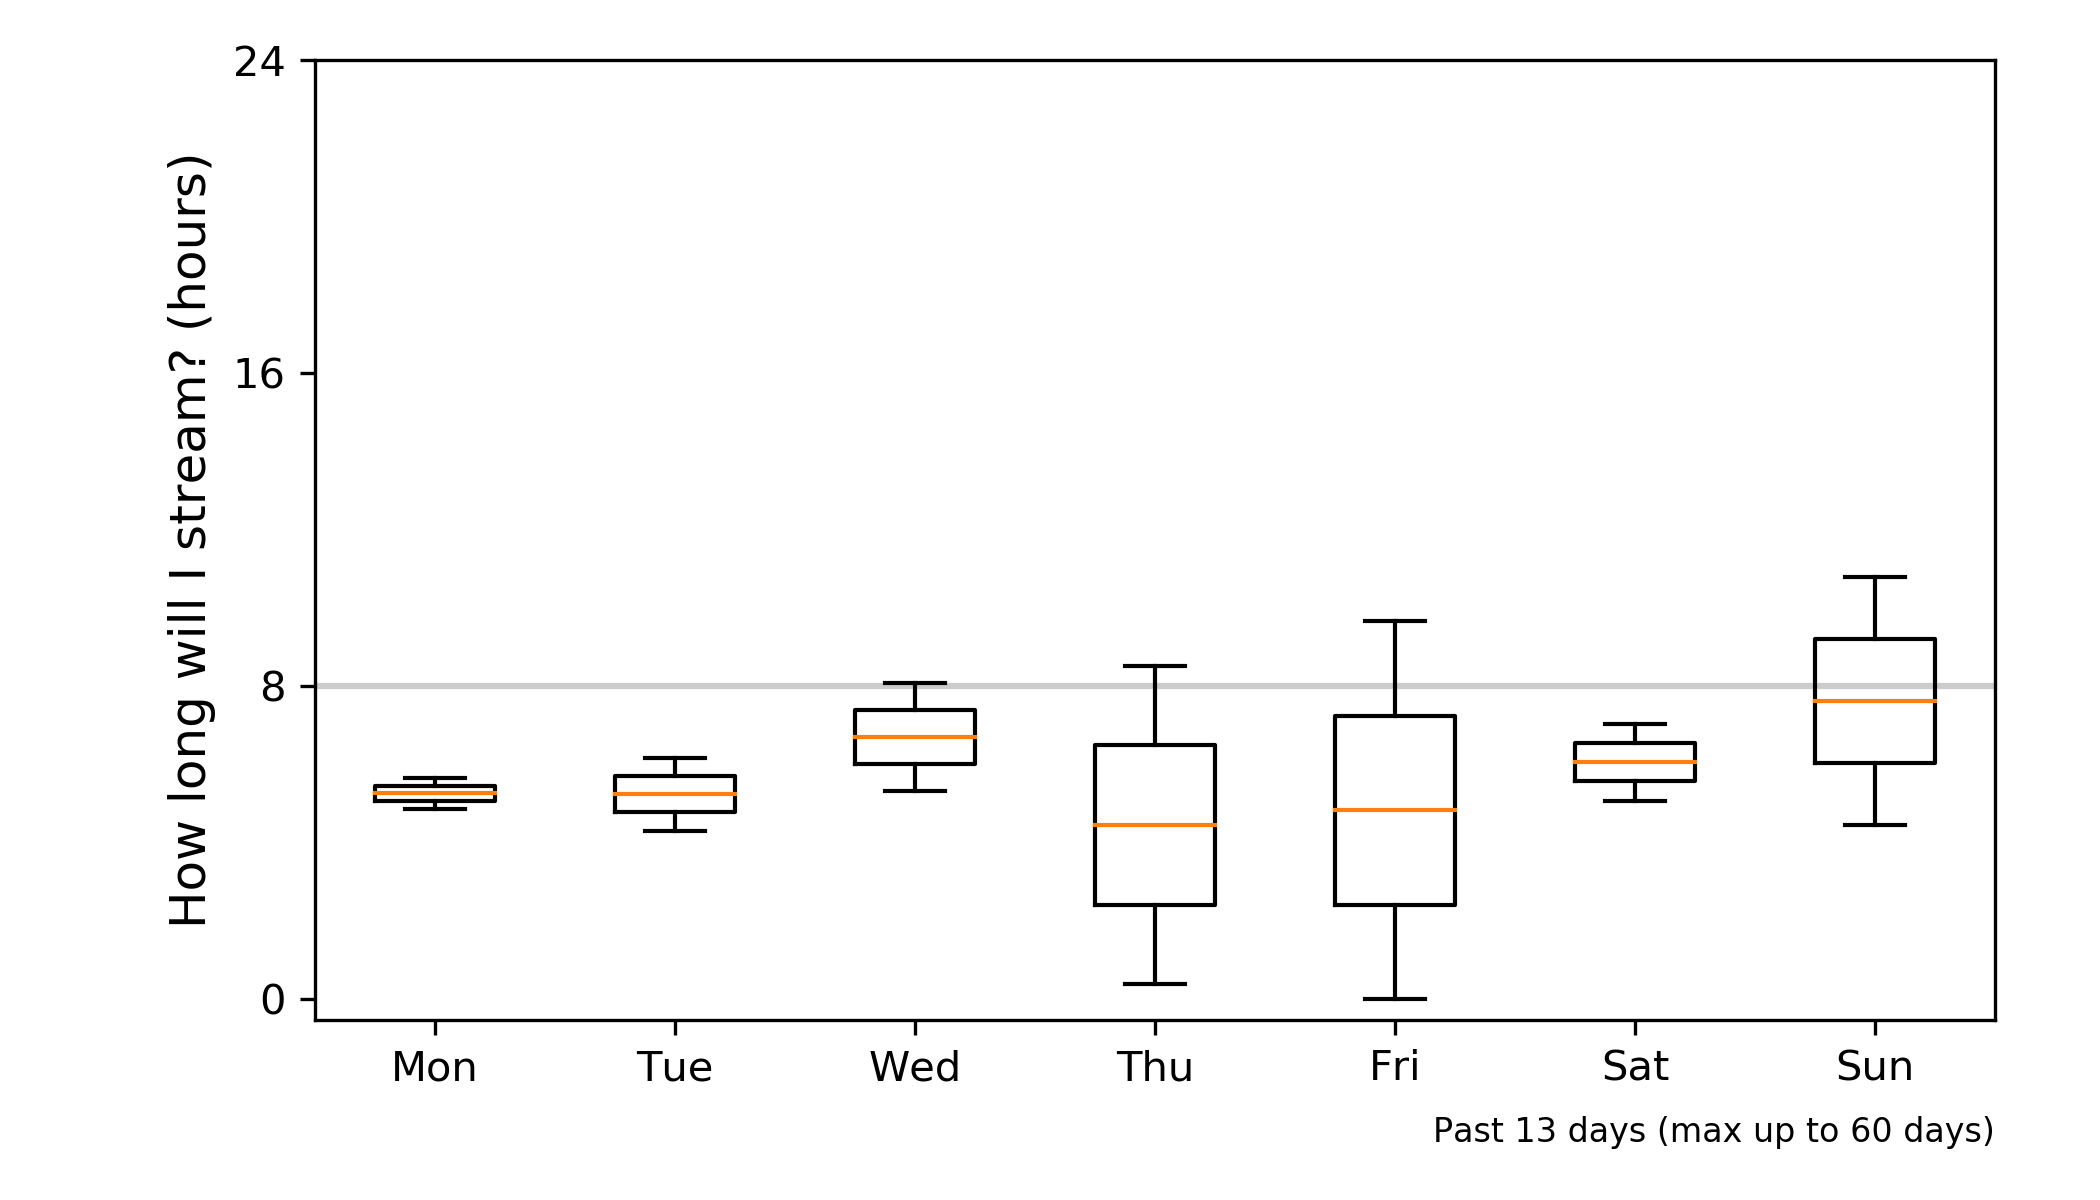 How long will I stream? (hours)
24
16
8
0
Mon Tue Wed Thu Fri Sat Sun
Past 13 days (max up to 60 days)